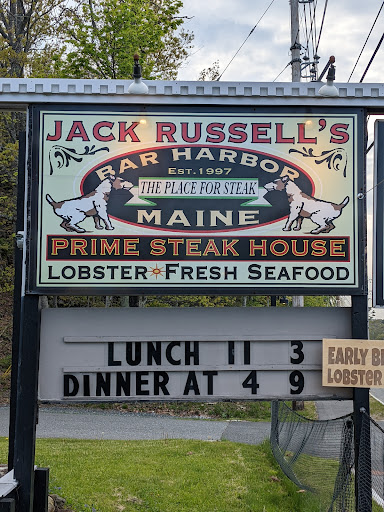 JACK RUSSELL'S
BAR HARBOR
EST. 1997
THE PLACE FOR STEAK
MAINE
PRIME STEAK HOUSE
LOBSTER FRESH SEAFOOD
LUNCH 11 3
DINNER AT 4 9
EARLY
LOBSTER